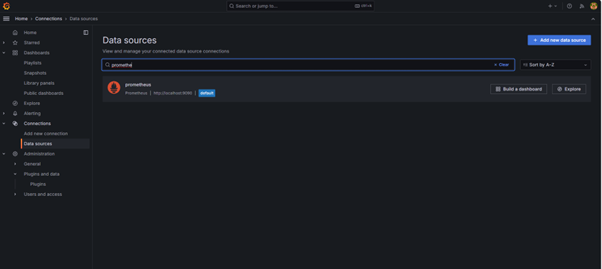 Search or jump to...
ctrl+k
Home > Connections > Data sources
Home
Starred
Dashboards
Playlists
Snapshots
Library panels
Public dashboards
Explore
Alerting
Connections
Add new connection
Data sources
Administration
General
Plugins and data
Plugins
Users and access
Data sources
View and manage your connected data source connections
Add new data source
promethe
Clear
Sort by A–Z
prometheus
Prometheus | http://localhost:9090 | default
Build a dashboard
Explore